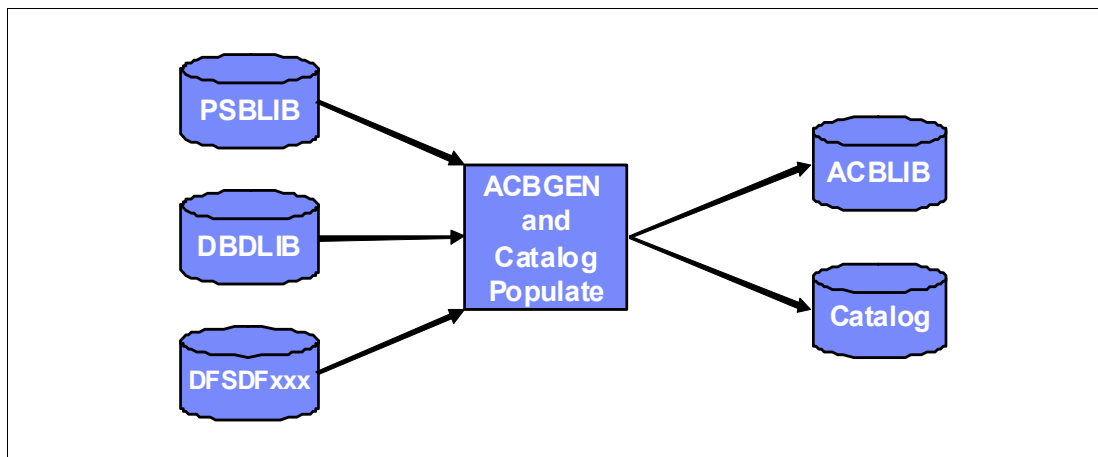 PSBLIB
DBDLIB
DFSDFxxx
ACBGEN
and
Catalog
Populate
ACBLIB
Catalog